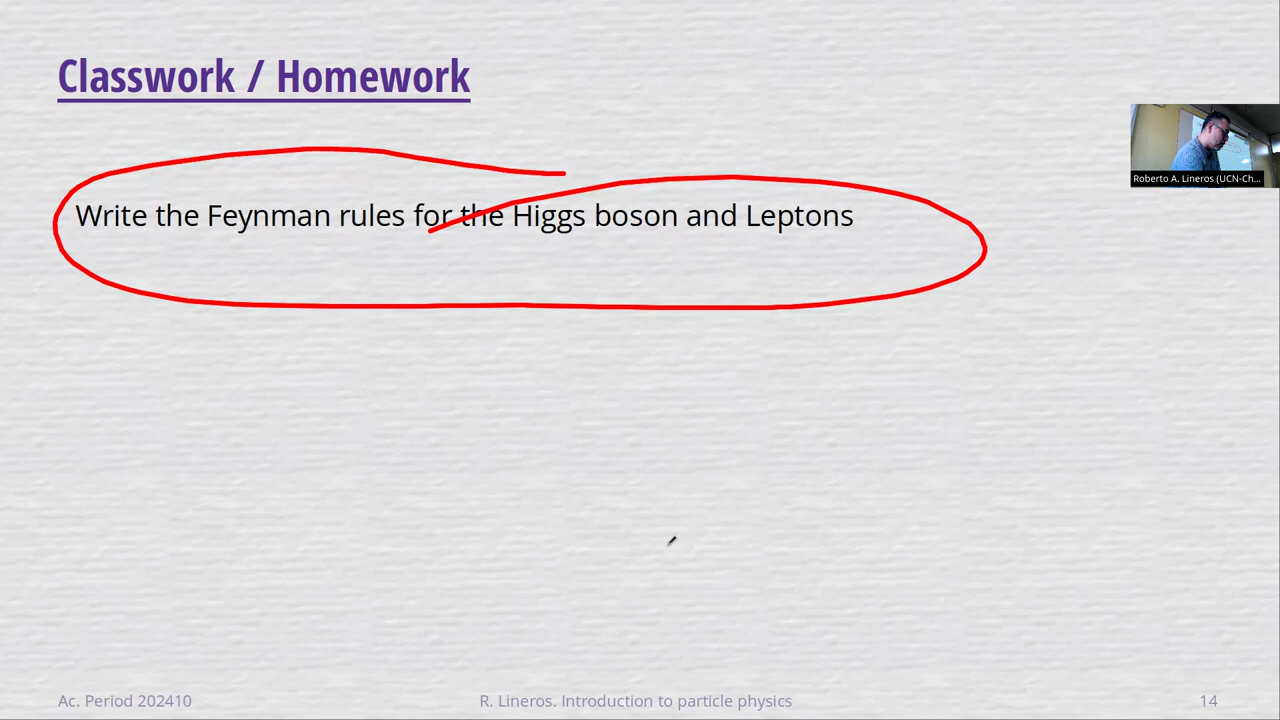 Classwork / Homework
Roberto A. Lineros (UCN-Ch...
Write the Feynman rules for the Higgs boson and Leptons
Ac. Period 202410
R. Lineros. Introduction to particle physics
14